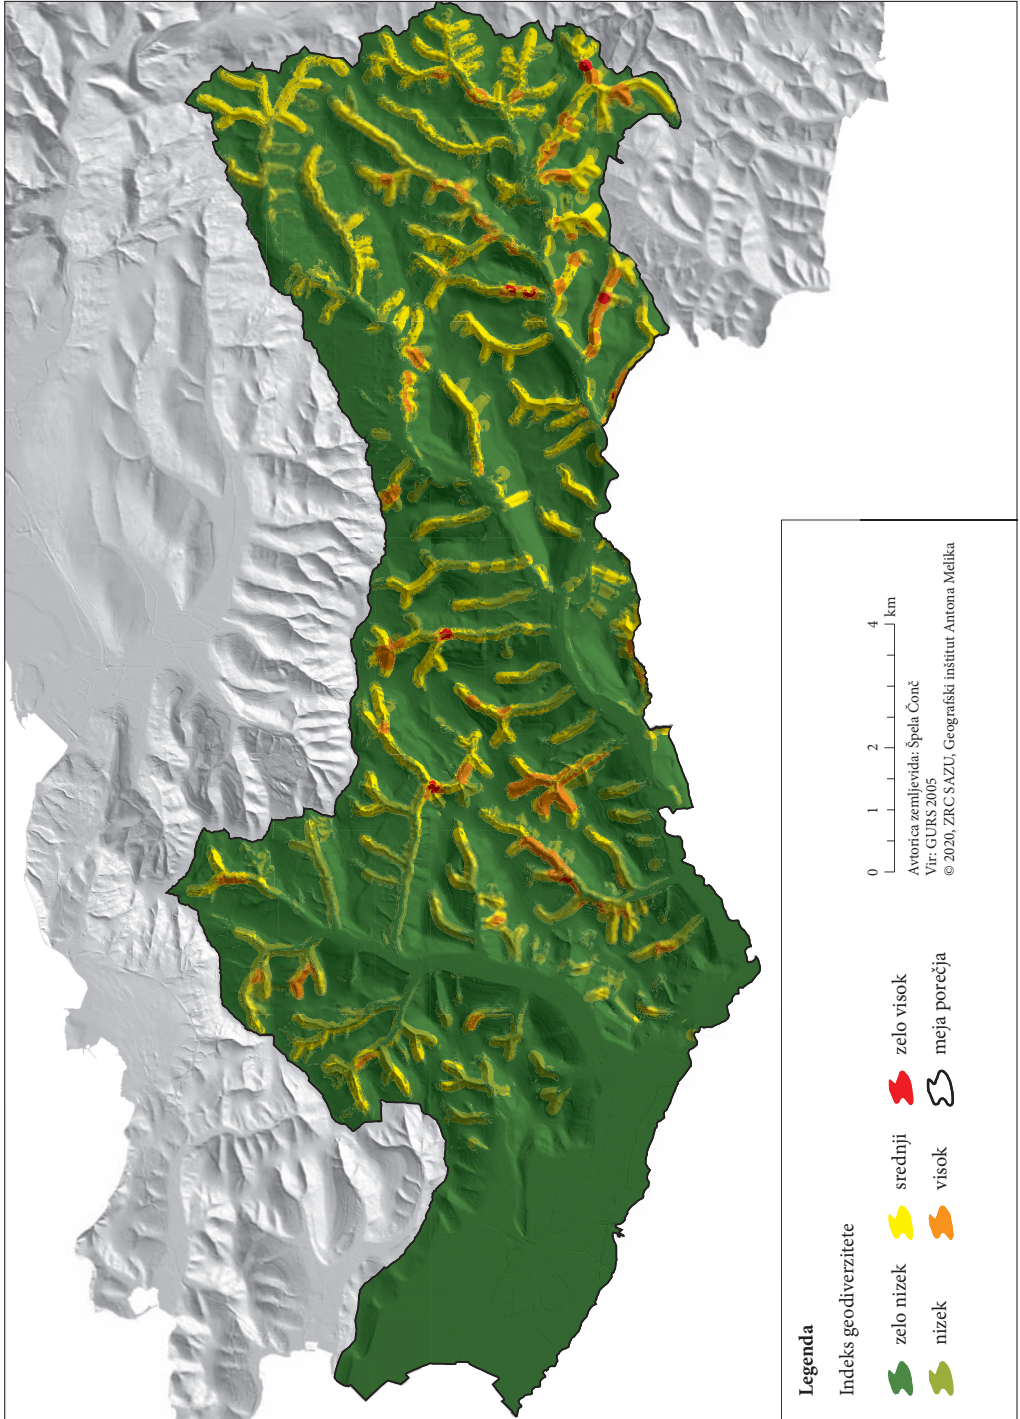 Legenda
Indeks geodiverzitete
zelo nizek
srednji
zelo visok
nizek
visok
meja porečja
0 1 2 4
km
Avtorica zemljevida: Špela Čonč
Vir: GURS 2005
© 2020, ZRC SAZU, Geografski inštitut Antona Melika